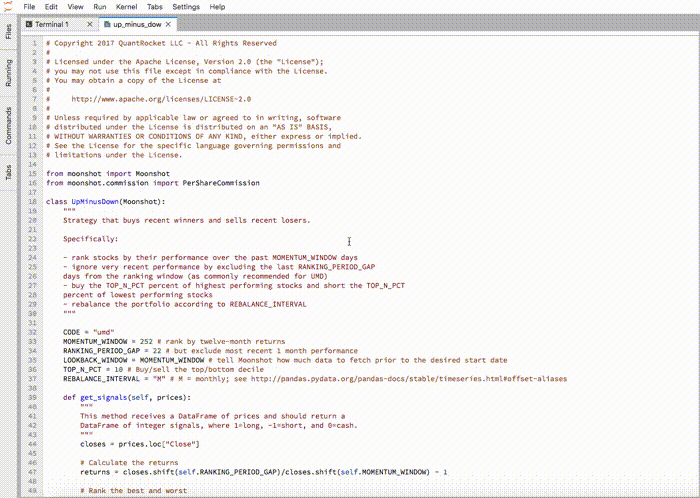 File Edit View Run Kernel Tabs Settings Help
Terminal 1 × up_minus_dow ×
Files
Running
Commands
Tabs
1 # Copyright 2017 QuantRocket LLC - All Rights Reserved
2 #
3 # Licensed under the Apache License, Version 2.0 (the "License");
4 # you may not use this file except in compliance with the License.
5 # You may obtain a copy of the License at
6 #
7 #     http://www.apache.org/licenses/LICENSE-2.0
8 #
9 # Unless required by applicable law or agreed to in writing, software
10 # distributed under the License is distributed on an "AS IS" BASIS,
11 # WITHOUT WARRANTIES OR CONDITIONS OF ANY KIND, either express or implied.
12 # See the License for the specific language governing permissions and
13 # limitations under the License.
14
15 from moonshot import Moonshot
16 from moonshot.commission import PerShareCommission
17
18 class UpMinusDown(Moonshot):
19     """
20     Strategy that buys recent winners and sells recent losers.
21
22     Specifically:
23
24     - rank stocks by their performance over the past MOMENTUM_WINDOW days
25     - ignore very recent performance by excluding the last RANKING_PERIOD_GAP
26     days from the ranking window (as commonly recommended for UMD)
27     - buy the TOP_N_PCT percent of highest performing stocks and short the TOP_N_PCT
28     percent of lowest performing stocks
29     - rebalance the portfolio according to REBALANCE_INTERVAL
30     """
31
32     CODE = "umd"
33     MOMENTUM_WINDOW = 252 # rank by twelve-month returns
34     RANKING_PERIOD_GAP = 22 # but exclude most recent 1 month performance
35     LOOKBACK_WINDOW = MOMENTUM_WINDOW # tell Moonshot how much data to fetch prior to the desired start date
36     TOP_N_PCT = 10 # Buy/sell the top/bottom decile
37     REBALANCE_INTERVAL = "M" # M = monthly; see http://pandas.pydata.org/pandas-docs/stable/timeseries.html#offset-aliases
38
39     def get_signals(self, prices):
40         """
41         This method receives a DataFrame of prices and should return a
42         DataFrame of integer signals, where 1=long, -1=short, and 0=cash.
43         """
44         closes = prices.loc["Close"]
45
46         # Calculate the returns
47         returns = closes.shift(self.RANKING_PERIOD_GAP)/closes.shift(self.MOMENTUM_WINDOW) - 1
48
49         # Rank the best and worst